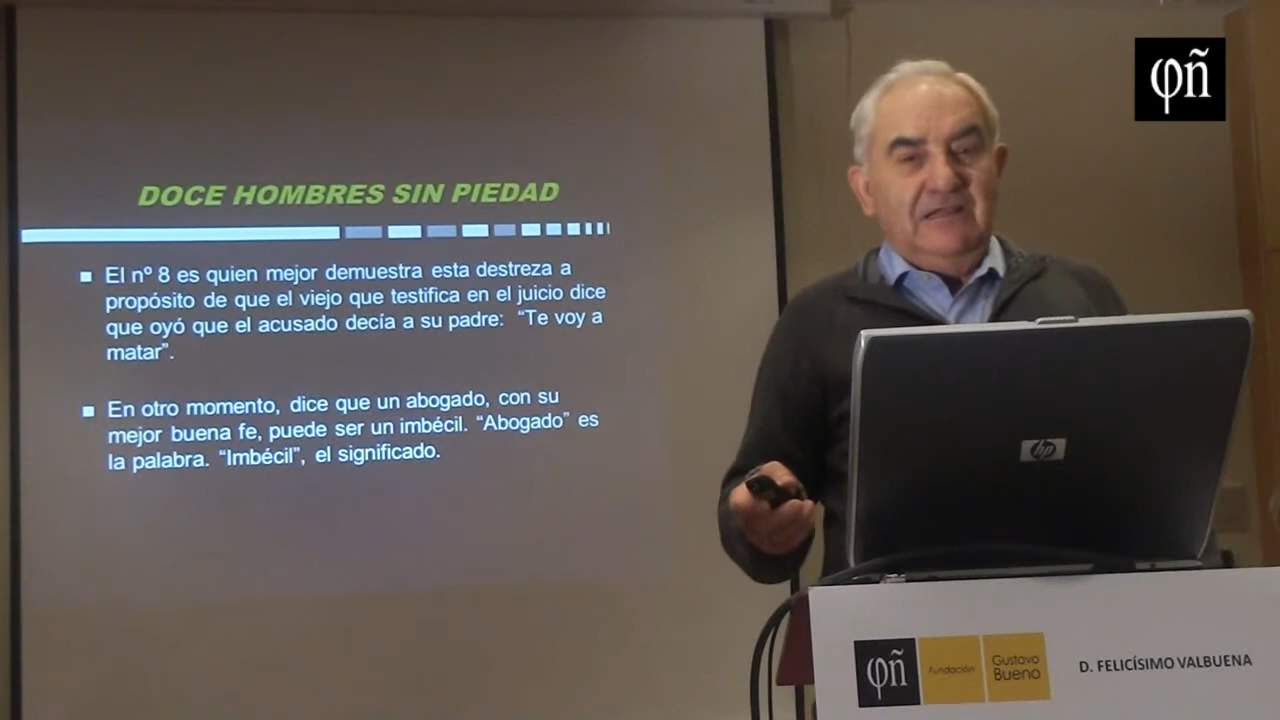 φñ
DOCE HOMBRES SIN PIEDAD
El nº 8 es quien mejor demuestra esta destreza a
propósito de que el viejo que testifica en el juicio dice
que oyó que el acusado decía a su padre: “Te voy a
matar”.
En otro momento, dice que un abogado, con su
mejor buena fe, puede ser un imbécil. “Abogado” es
la palabra. “Imbécil”, el significado.
hp
φñ
Fundación
Gustavo
Bueno
D. FELICÍSIMO VALBUENA